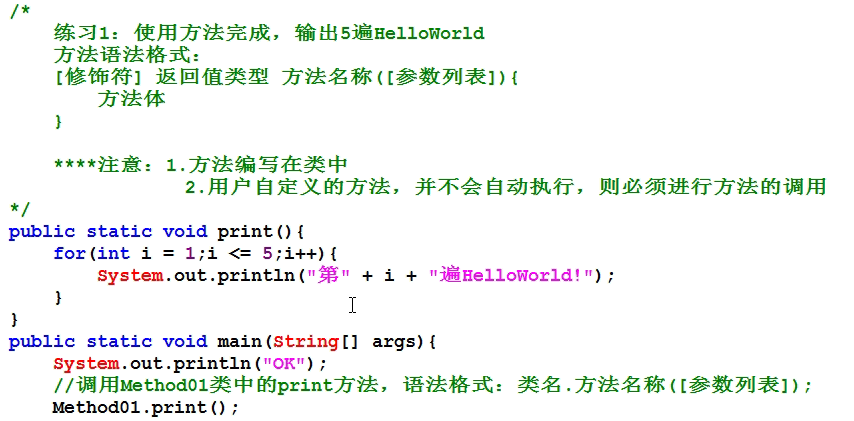 /*
练习1：使用方法完成，输出5遍HelloWorld
方法语法格式：
[修饰符] 返回值类型 方法名称([参数列表]){
方法体
}
****注意：1.方法编写在类中
2.用户自定义的方法，并不会自动执行，则必须进行方法的调用
*/
public static void print(){
for(int i = 1;i <= 5;i++){
System.out.println("第" + i + "遍HelloWorld!");
}
}
public static void main(String[] args){
System.out.println("OK");
//调用Method01类中的print方法，语法格式：类名.方法名称([参数列表]);
Method01.print();